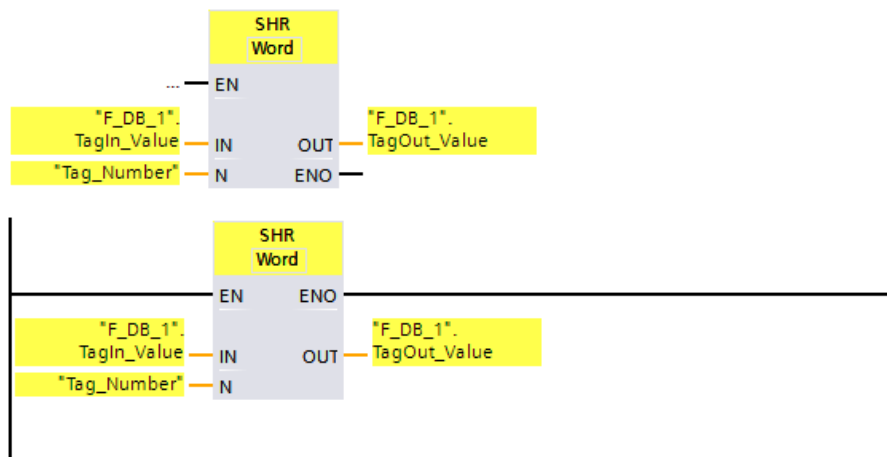 SHR
Word
... EN
"F_DB_1".
TagIn_Value
IN
OUT
"F_DB_1".
TagOut_Value
"Tag_Number"
N
ENO
SHR
Word
EN
ENO
"F_DB_1".
TagIn_Value
IN
OUT
"F_DB_1".
TagOut_Value
"Tag_Number"
N